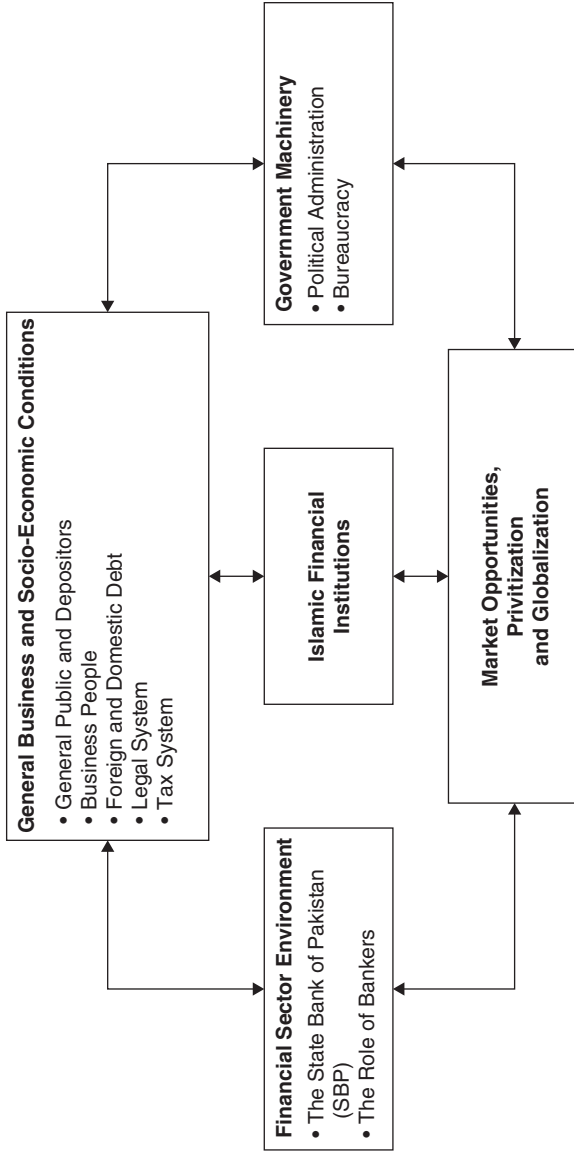 General Business and Socio-Economic Conditions
• General Public and Depositors
• Business People
• Foreign and Domestic Debt
• Legal System
• Tax System
Financial Sector Environment
• The State Bank of Pakistan
(SBP)
• The Role of Bankers
Islamic Financial
Institutions
Government Machinery
• Political Administration
• Bureaucracy
Market Opportunities,
Privitization
and Globalization